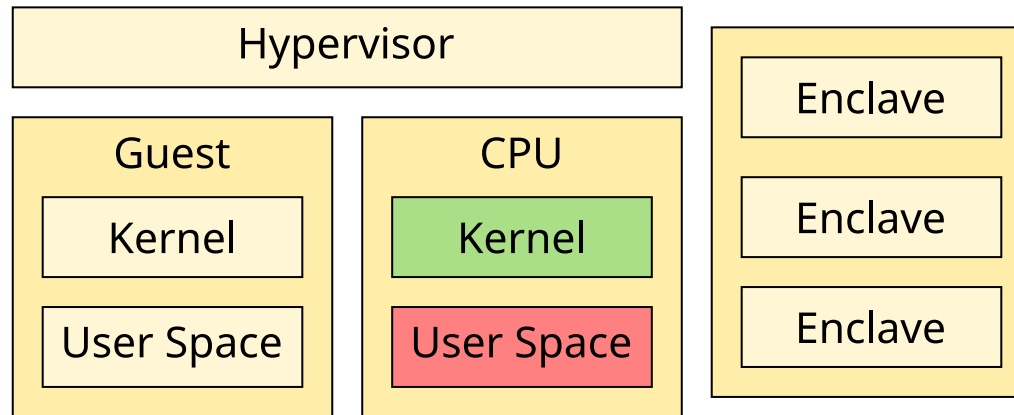 Hypervisor
Guest
Kernel
User Space
CPU
Kernel
User Space
Enclave
Enclave
Enclave